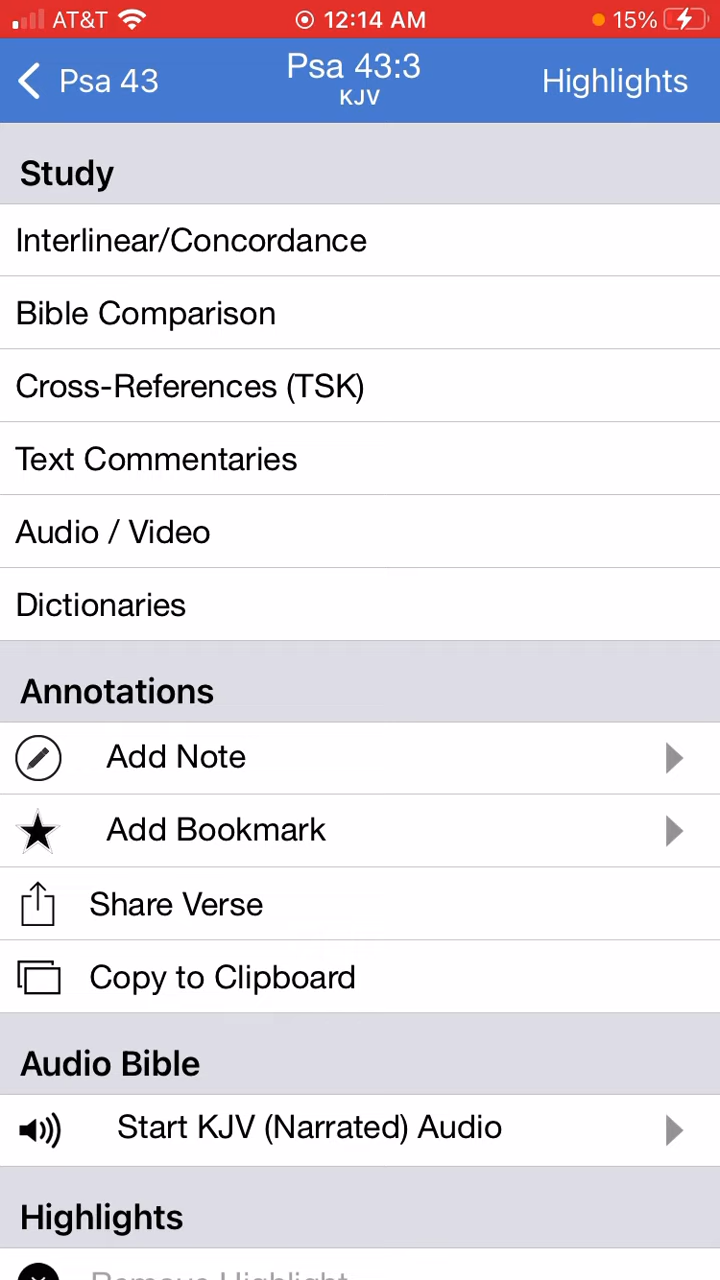 AT&T 12:14 AM 15%
Psa 43 Psa 43:3 Highlights
KJV
Study
Interlinear/Concordance
Bible Comparison
Cross-References (TSK)
Text Commentaries
Audio / Video
Dictionaries
Annotations
Add Note
Add Bookmark
Share Verse
Copy to Clipboard
Audio Bible
Start KJV (Narrated) Audio
Highlights
Remove Highlight